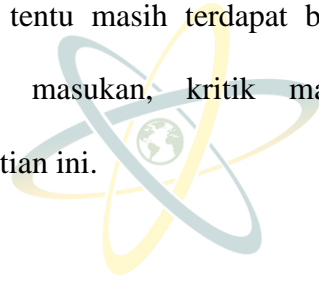 tentu masih terdapat b
masukan, kritik ma
tian ini.